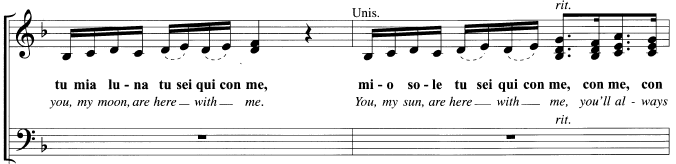 rit.
Unis.
tu mia lu - na tu sei qui con me, mi - o so - le tu sei qui con me, con me, con
you, my moon, are here — with — me. You, my sun, are here — with — me, you'll al - ways
rit.